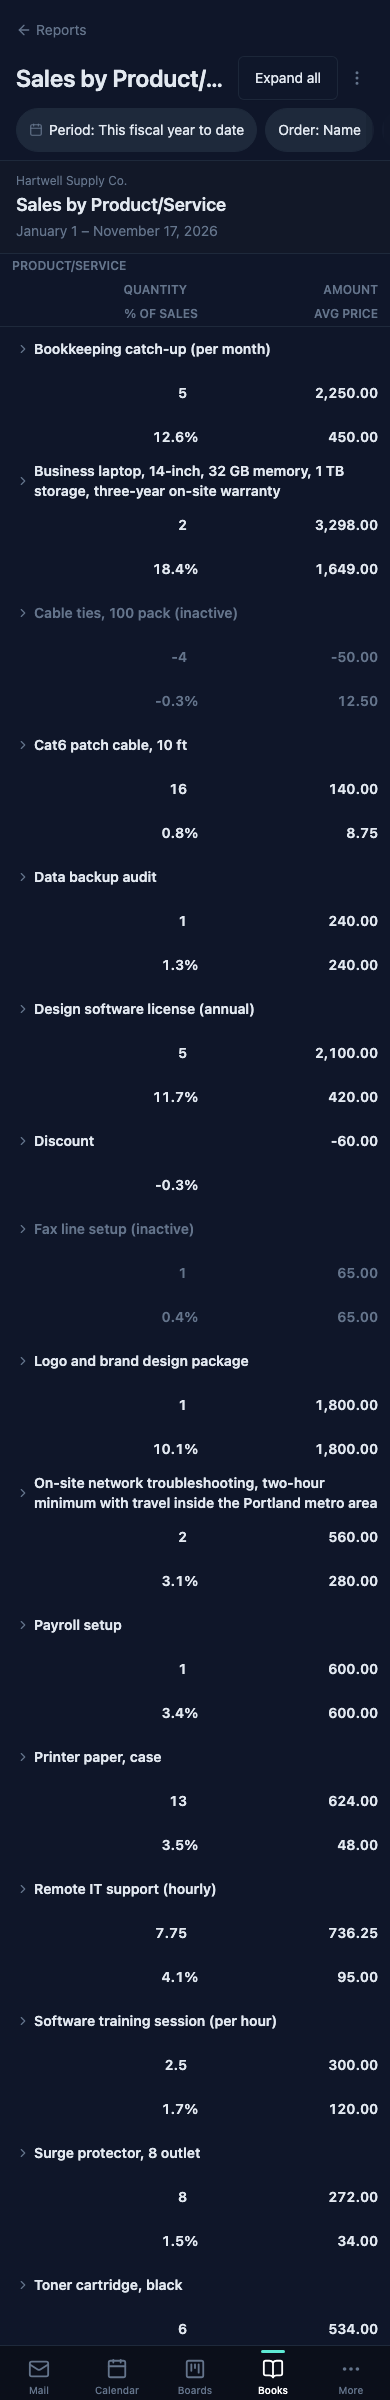 Reports
Sales by Product/...
Expand all
Period: This fiscal year to date
Order: Name
Hartwell Supply Co.
Sales by Product/Service
January 1 – November 17, 2026
PRODUCT/SERVICE
QUANTITY AMOUNT
% OF SALES AVG PRICE
Bookkeeping catch-up (per month)
5 2,250.00
12.6% 450.00
Business laptop, 14-inch, 32 GB memory, 1 TB
storage, three-year on-site warranty
2 3,298.00
18.4% 1,649.00
Cable ties, 100 pack (inactive)
-4 -50.00
-0.3% 12.50
Cat6 patch cable, 10 ft
16 140.00
0.8% 8.75
Data backup audit
1 240.00
1.3% 240.00
Design software license (annual)
5 2,100.00
11.7% 420.00
Discount -60.00
-0.3%
Fax line setup (inactive)
1 65.00
0.4% 65.00
Logo and brand design package
1 1,800.00
10.1% 1,800.00
On-site network troubleshooting, two-hour
minimum with travel inside the Portland metro area
2 560.00
3.1% 280.00
Payroll setup
1 600.00
3.4% 600.00
Printer paper, case
13 624.00
3.5% 48.00
Remote IT support (hourly)
7.75 736.25
4.1% 95.00
Software training session (per hour)
2.5 300.00
1.7% 120.00
Surge protector, 8 outlet
8 272.00
1.5% 34.00
Toner cartridge, black
6 534.00
Mail Calendar Boards Books More